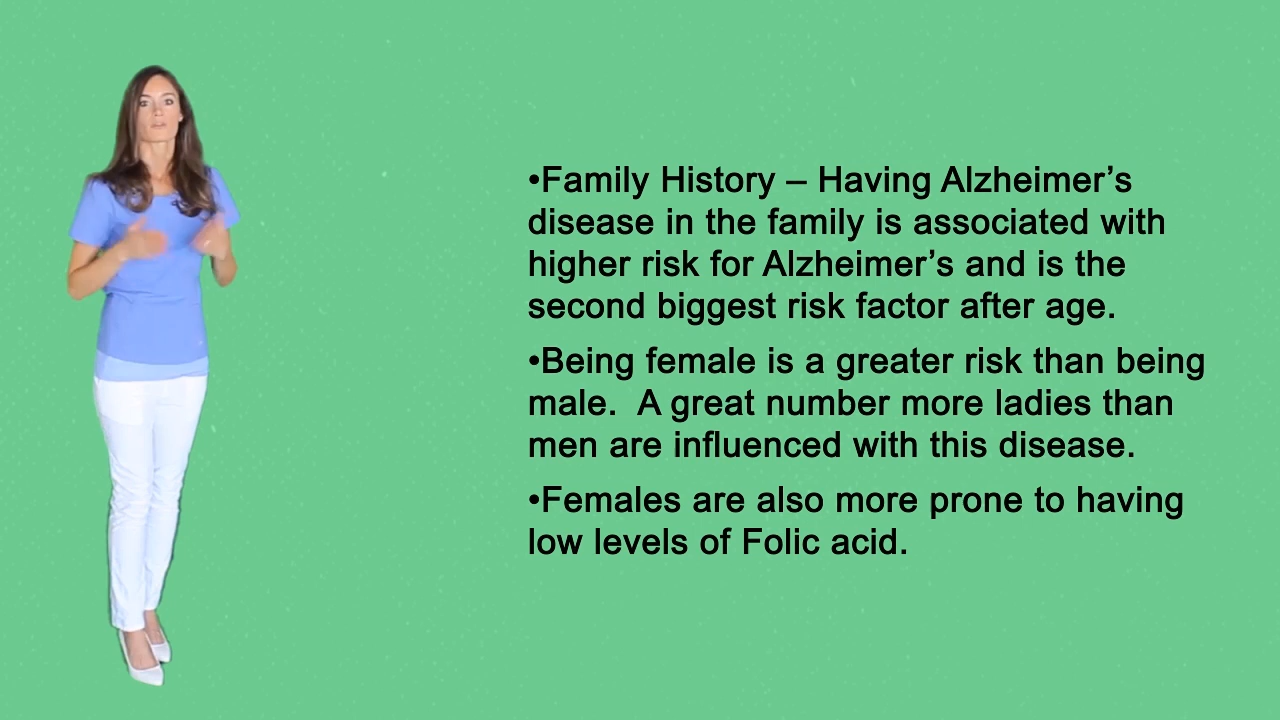 •Family History – Having Alzheimer’s
disease in the family is associated with
higher risk for Alzheimer’s and is the
second biggest risk factor after age.
•Being female is a greater risk than being
male.  A great number more ladies than
men are influenced with this disease.
•Females are also more prone to having
low levels of Folic acid.